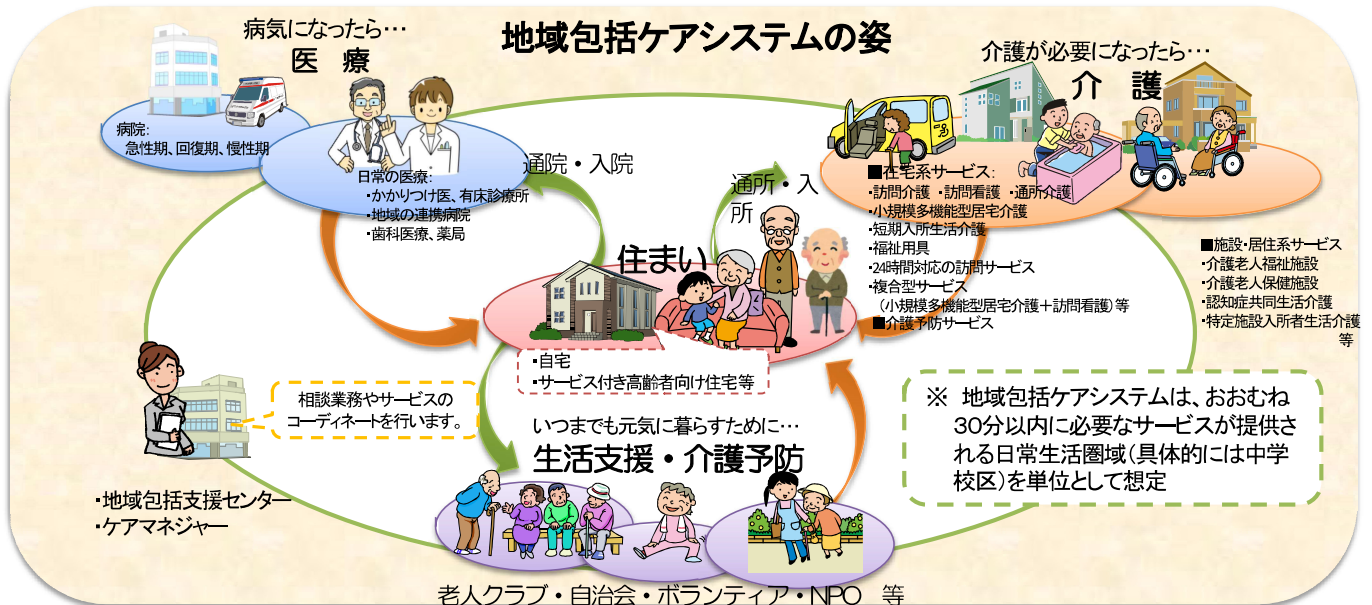 地域包括ケアシステムの姿
病気になったら…
医 療
病院:
急性期、回復期、慢性期
日常の医療:
・かかりつけ医、有床診療所
・地域の連携病院
・歯科医療、薬局
通院・入院
通所・入
所
介護が必要になったら…
介 護
■在宅系サービス:
・訪問介護 ・訪問看護 ・通所介護
・小規模多機能型居宅介護
・短期入所生活介護
・福祉用具
・24時間対応の訪問サービス
・複合型サービス
(小規模多機能型居宅介護+訪問看護)等
■介護予防サービス
■施設・居住系サービス
・介護老人福祉施設
・介護老人保健施設
・認知症共同生活介護
・特定施設入所者生活介護
等
住まい
・自宅
・サービス付き高齢者向け住宅等
相談業務やサービスの
コーディネートを行います。
・地域包括支援センター
・ケアマネジャー
いつまでも元気に暮らすために…
生活支援・介護予防
老人クラブ・自治会・ボランティア・NPO 等
※ 地域包括ケアシステムは、おおむね
30分以内に必要なサービスが提供さ
れる日常生活圏域(具体的には中学
校区)を単位として想定